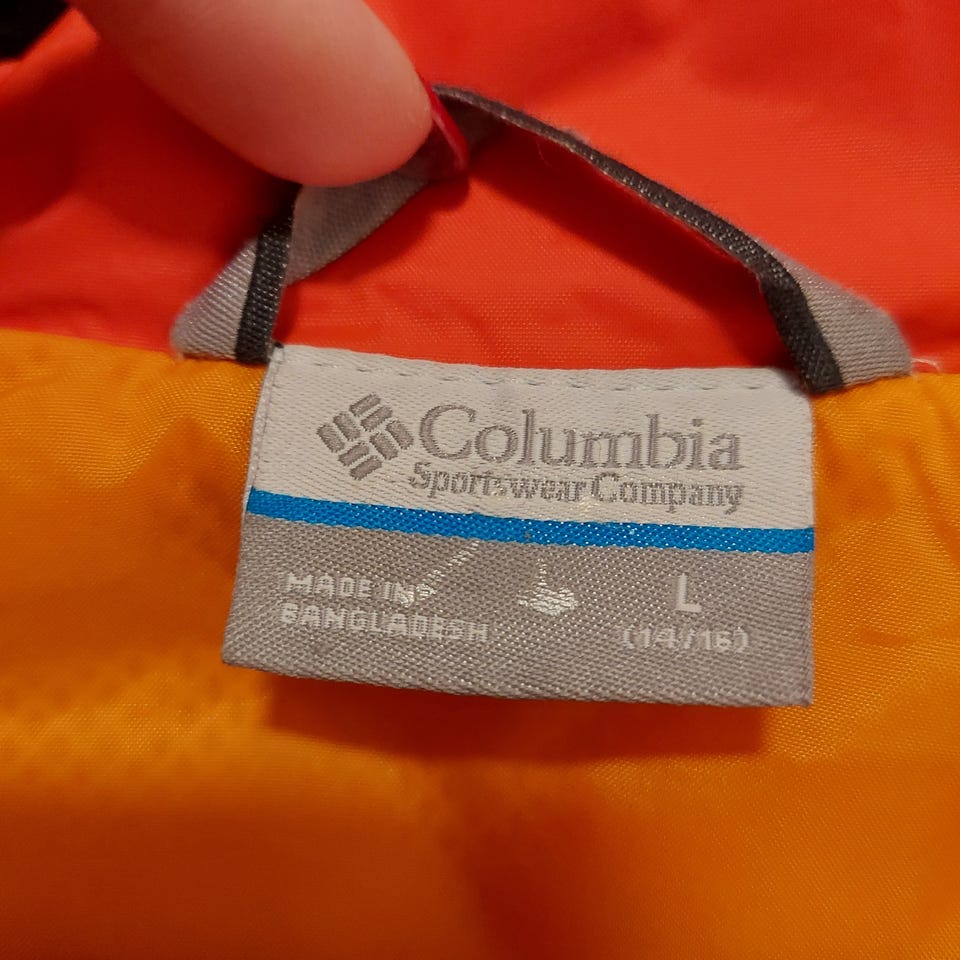 Columbia
Sportswear Company
MADE IN
BANGLADESH
L
(14/16)